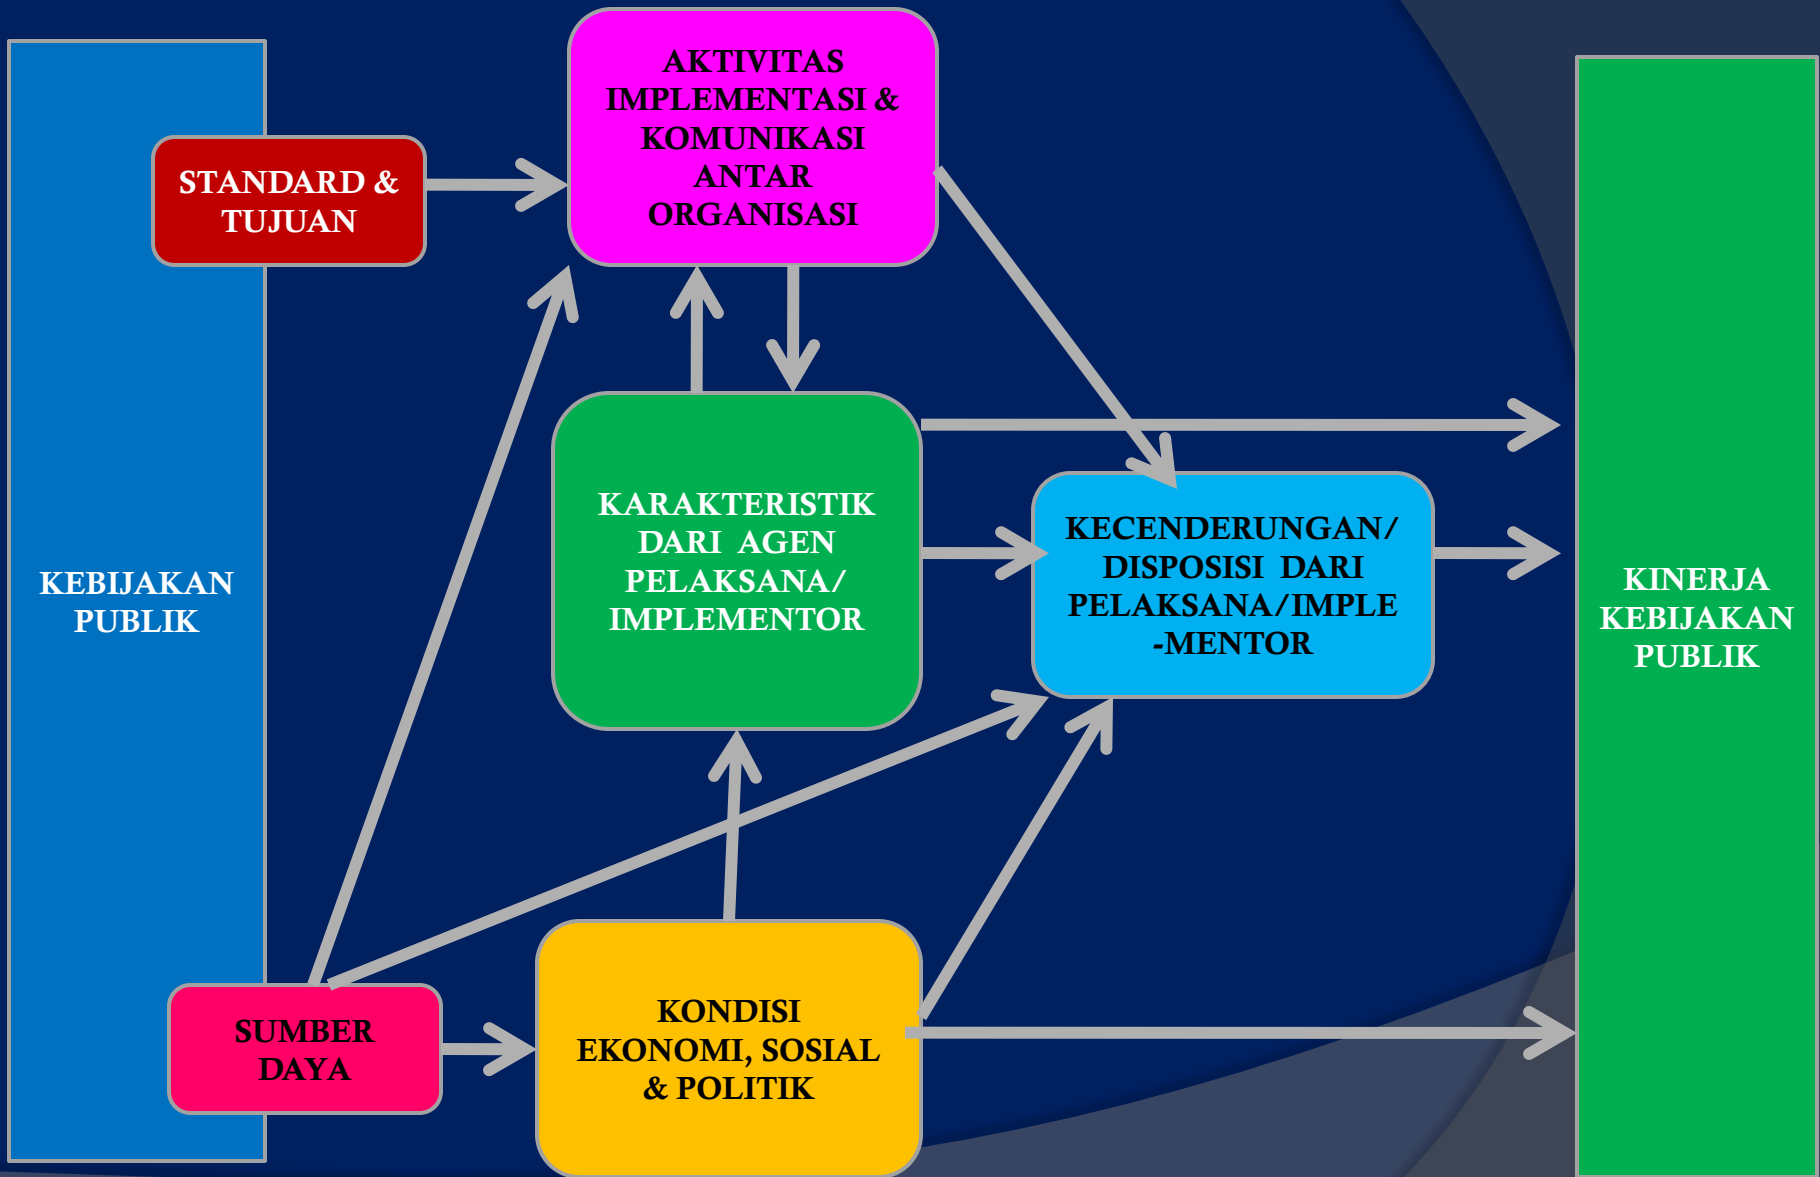 AKTIVITAS
IMPLEMENTASI &
KOMUNIKASI
ANTAR
ORGANISASI
STANDARD &
TUJUAN
KEBIJAKAN
PUBLIK
KARAKTERISTIK
DARI AGEN
PELAKSANA/
IMPLEMENTOR
KECENDERUNGAN/
DISPOSISI DARI
PELAKSANA/IMPLE
-MENTOR
KINERJA
KEBIJAKAN
PUBLIK
SUMBER
DAYA
KONDISI
EKONOMI, SOSIAL
& POLITIK